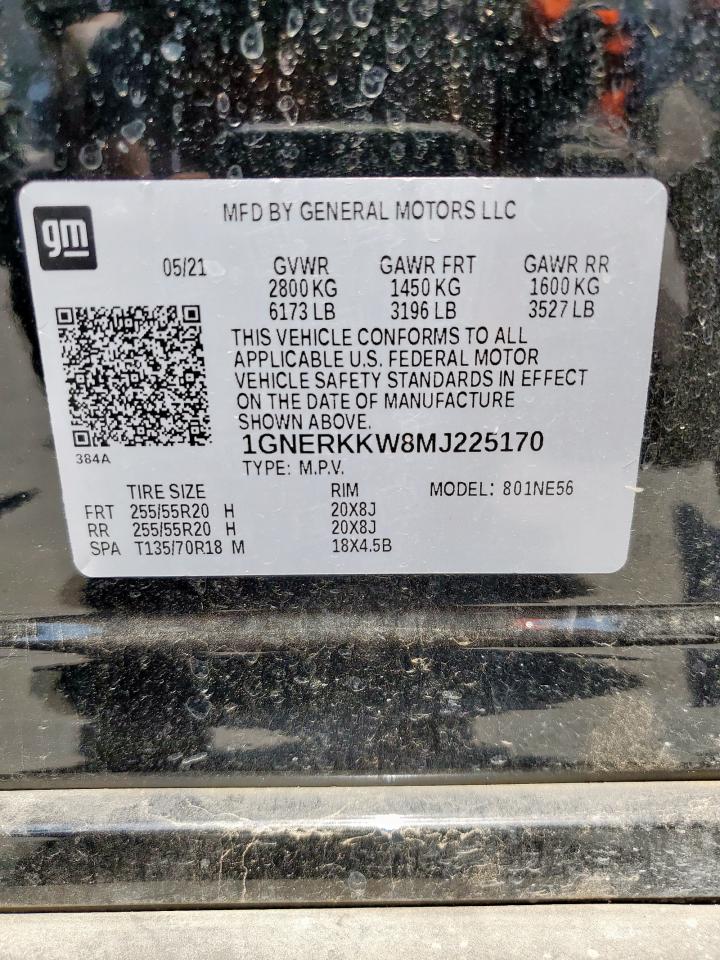 gm
MFD BY GENERAL MOTORS LLC
05/21 GVWR GAWR FRT GAWR RR
2800 KG 1450 KG 1600 KG
6173 LB 3196 LB 3527 LB
THIS VEHICLE CONFORMS TO ALL
APPLICABLE U.S. FEDERAL MOTOR
VEHICLE SAFETY STANDARDS IN EFFECT
ON THE DATE OF MANUFACTURE
SHOWN ABOVE.
384A
1GNERKKW8MJ225170
TYPE: M.P.V.
TIRE SIZE RIM MODEL: 801NE56
FRT 255/55R20 H 20X8J
RR 255/55R20 H 20X8J
SPA T135/70R18 M 18X4.5B